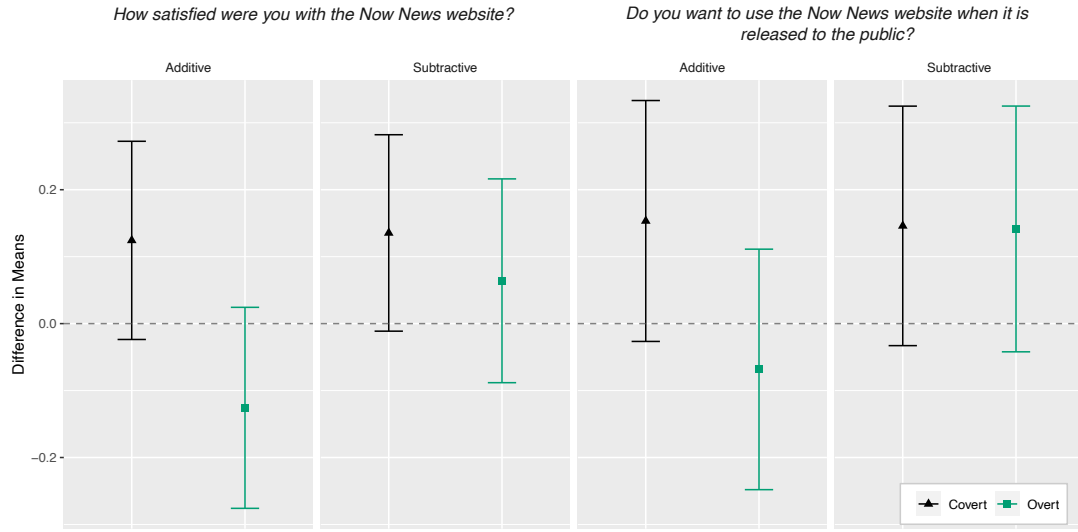 How satisfied were you with the Now News website?
Do you want to use the Now News website when it is
released to the public?
Additive
Subtractive
Additive
Subtractive
Difference in Means
0.2
0.0
−0.2
Covert
Overt